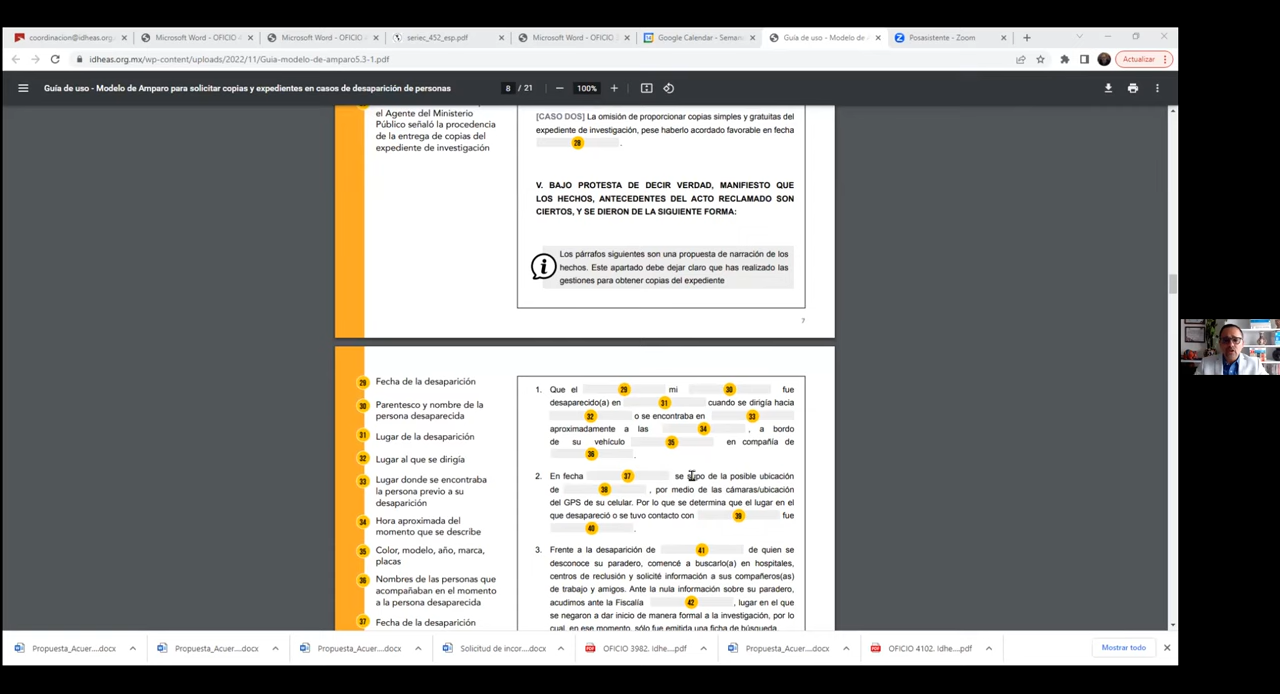 coordinacion@idheas.org
Microsoft Word - OFICIO
Microsoft Word - OFICIO
seriec_452_esp.pdf
Microsoft Word - OFICIO
Google Calendar - Seman
Guía de uso - Modelo de
Posasistente - Zoom
idheas.org.mx/wp-content/uploads/2022/11/Guia-modelo-de-amparo5.3-1.pdf
Actualizar
Guía de uso - Modelo de Amparo para solicitar copias y expedientes en casos de desaparición de personas
8 / 21
100%
el Agente del Ministerio
Público señaló la procedencia
de la entrega de copias del
expediente de investigación
[CASO DOS] La omisión de proporcionar copias simples y gratuitas del
expediente de investigación, pese haberlo acordado favorable en fecha
28 .
V. BAJO PROTESTA DE DECIR VERDAD, MANIFIESTO QUE
LOS HECHOS, ANTECEDENTES DEL ACTO RECLAMADO SON
CIERTOS, Y SE DIERON DE LA SIGUIENTE FORMA:
Los párrafos siguientes son una propuesta de narración de los
hechos. Este apartado debe dejar claro que has realizado las
gestiones para obtener copias del expediente
7
29 Fecha de la desaparición
30 Parentesco y nombre de la
persona desaparecida
31 Lugar de la desaparición
32 Lugar al que se dirigía
33 Lugar donde se encontraba
la persona previo a su
desaparición
34 Hora aproximada del
momento que se describe
35 Color, modelo, año, marca,
placas
36 Nombres de las personas que
acompañaban en el momento
a la persona desaparecida
37 Fecha de la desaparición
1. Que el 29 mi 30 fue
desaparecido(a) en 31 cuando se dirigía hacia
32 o se encontraba en 33
aproximadamente a las 34 , a bordo
de su vehículo 35 en compañía de
36 .
2. En fecha 37 se supo de la posible ubicación
de 38 , por medio de las cámaras/ubicación
del GPS de su celular. Por lo que se determina que el lugar en el
que desapareció o se tuvo contacto con 39 fue
40 .
3. Frente a la desaparición de 41 de quien se
desconoce su paradero, comencé a buscarlo(a) en hospitales,
centros de reclusión y solicité información a sus compañeros(as)
de trabajo y amigos. Ante la nula información sobre su paradero,
acudimos ante la Fiscalía 42 , lugar en el que
se negaron a dar inicio de manera formal a la investigación, por lo
cual, en ese momento, sólo fue emitida una ficha de búsqueda.
Propuesta_Acuer....docx
Propuesta_Acuer....docx
Propuesta_Acuer....docx
Solicitud de incor....docx
OFICIO 3982. Idhe....pdf
Propuesta_Acuer....docx
OFICIO 4102. Idhe....pdf
Mostrar todo